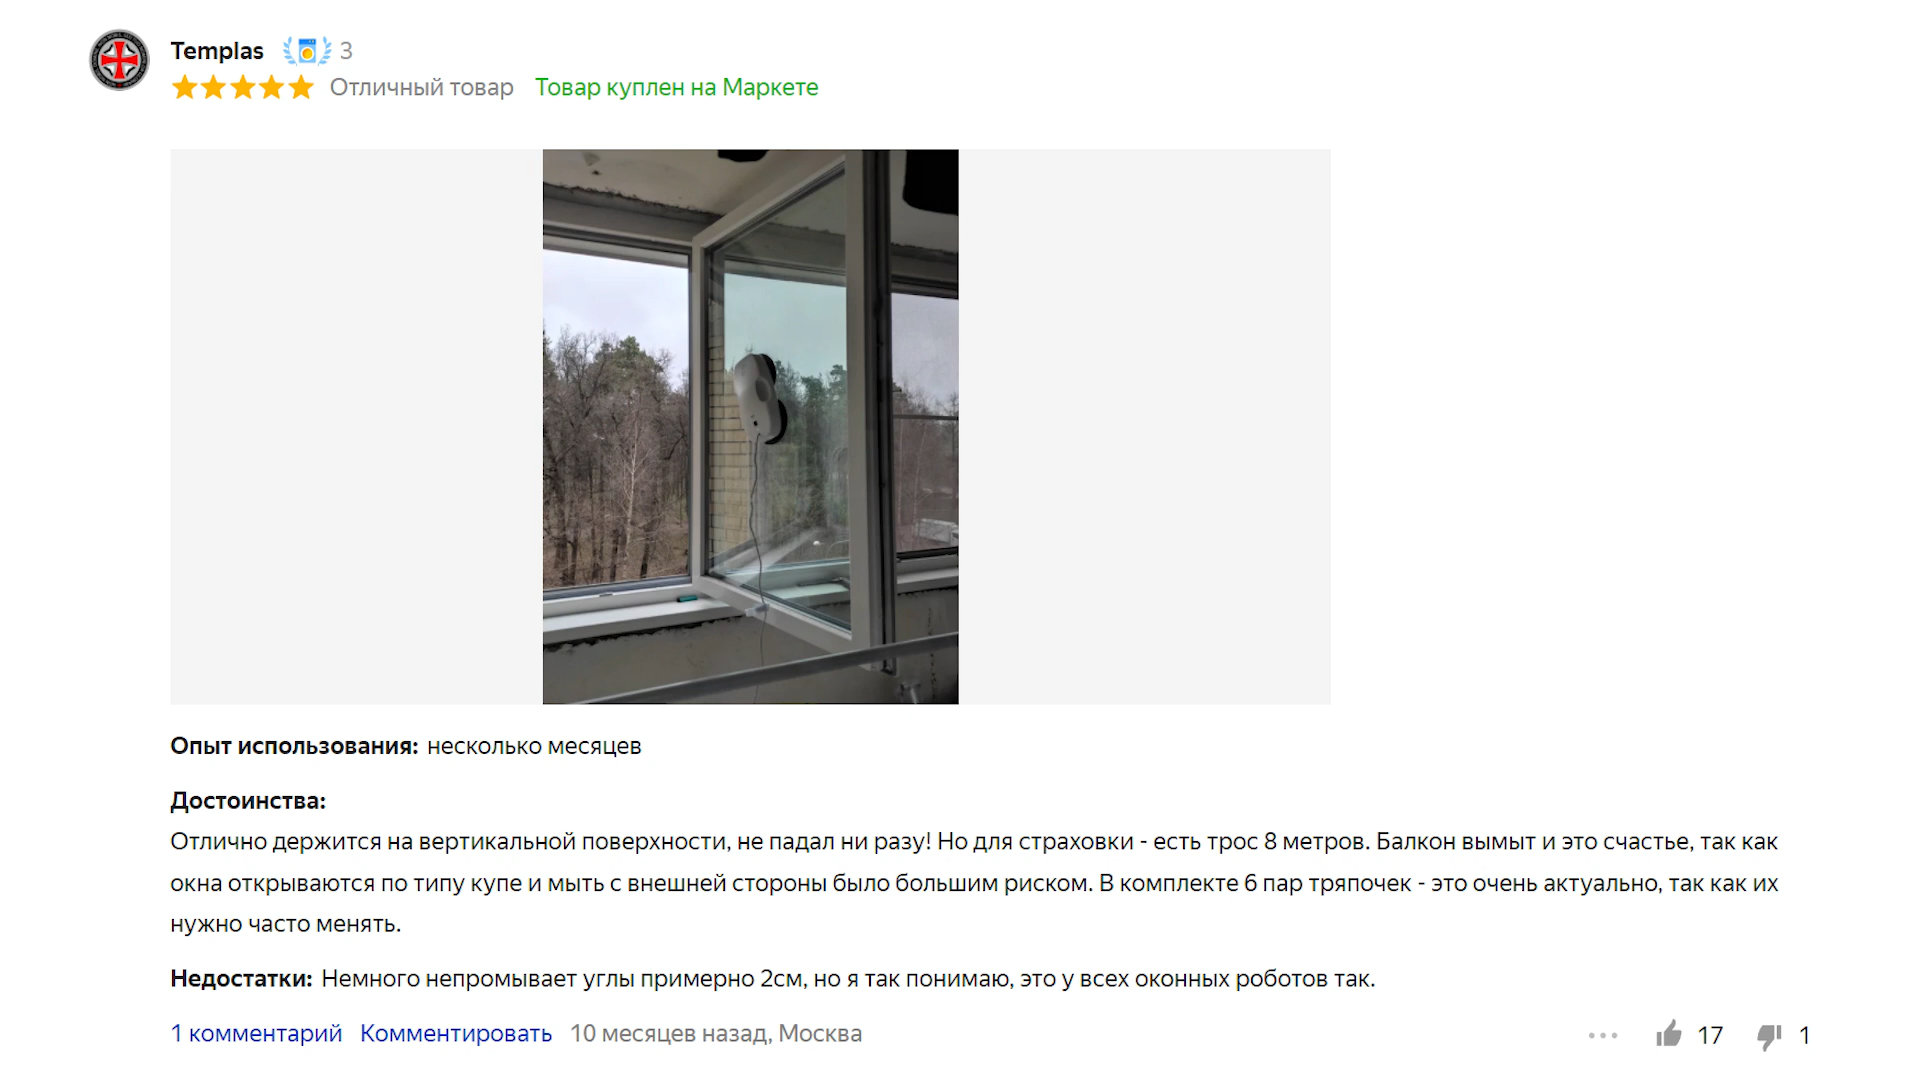 Templas 3
Отличный товар Товар куплен на Маркете
Опыт использования: несколько месяцев
Достоинства:
Отлично держится на вертикальной поверхности, не падал ни разу! Но для страховки - есть трос 8 метров. Балкон вымыт и это счастье, так как
окна открываются по типу купе и мыть с внешней стороны было большим риском. В комплекте 6 пар тряпочек - это очень актуально, так как их
нужно часто менять.
Недостатки: Немного непромывает углы примерно 2см, но я так понимаю, это у всех оконных роботов так.
1 комментарий Комментировать 10 месяцев назад, Москва ... 17 1